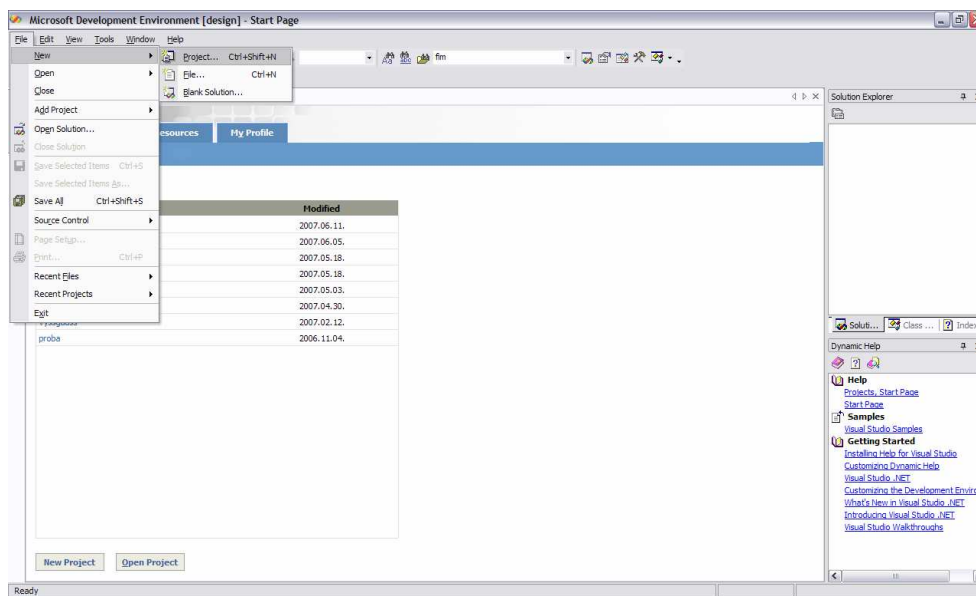 Microsoft Development Environment [design] - Start Page
File Edit View Tools Window Help
New
Project... Ctrl+Shift+N
fim
Open
File... Ctrl+N
Close
Blank Solution...
Add Project
Solution Explorer
Open Solution...
esources My Profile
Close Solution
Save Selected Items Ctrl+S
Save Selected Items As...
Save All Ctrl+Shift+S
Modified
Source Control
2007.06.11.
Page Setup...
2007.06.05.
Print... Ctrl+P
2007.05.18.
Recent Files
2007.05.18.
Recent Projects
2007.05.03.
2007.04.30.
Exit
2007.02.12.
Soluti... Class ... Index
proba 2006.11.04.
Dynamic Help
Help
Projects, Start Page
Start Page
Samples
Visual Studio Samples
Getting Started
Installing Help for Visual Studio
Customizing Dynamic Help
Visual Studio .NET
Customizing the Development Enviro
What's New in Visual Studio .NET
Introducing Visual Studio .NET
Visual Studio Walkthroughs
New Project Open Project
Ready